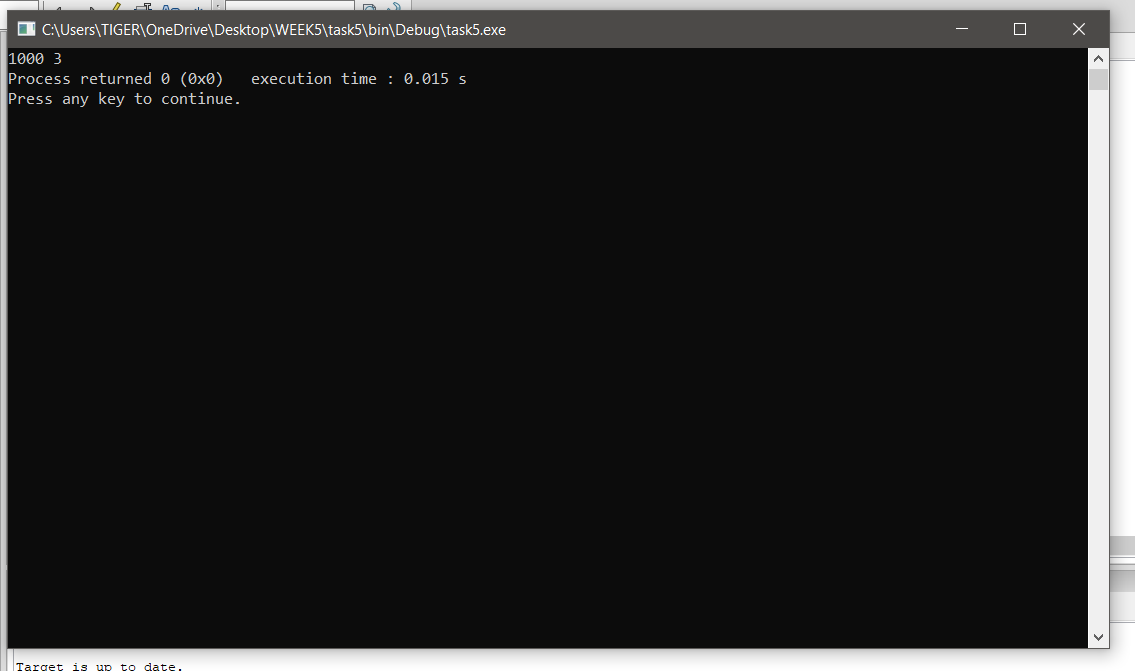 C:\Users\TIGER\OneDrive\Desktop\WEEK5\task5\bin\Debug\task5.exe
1000 3
Process returned 0 (0x0)   execution time : 0.015 s
Press any key to continue.
Target is up to date.